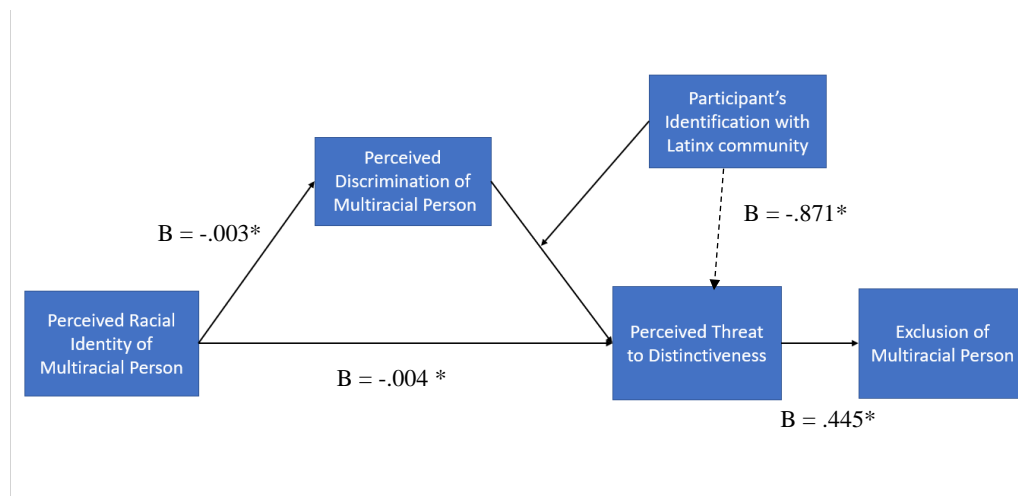 Participant's
Identification with
Latinx community
Perceived
Discrimination of
Multiracial Person
B = -.871*
B = -.003*
Perceived Racial
Identity of
Multiracial Person
Perceived Threat
to Distinctiveness
Exclusion of
Multiracial Person
B = -.004 *
B = .445*